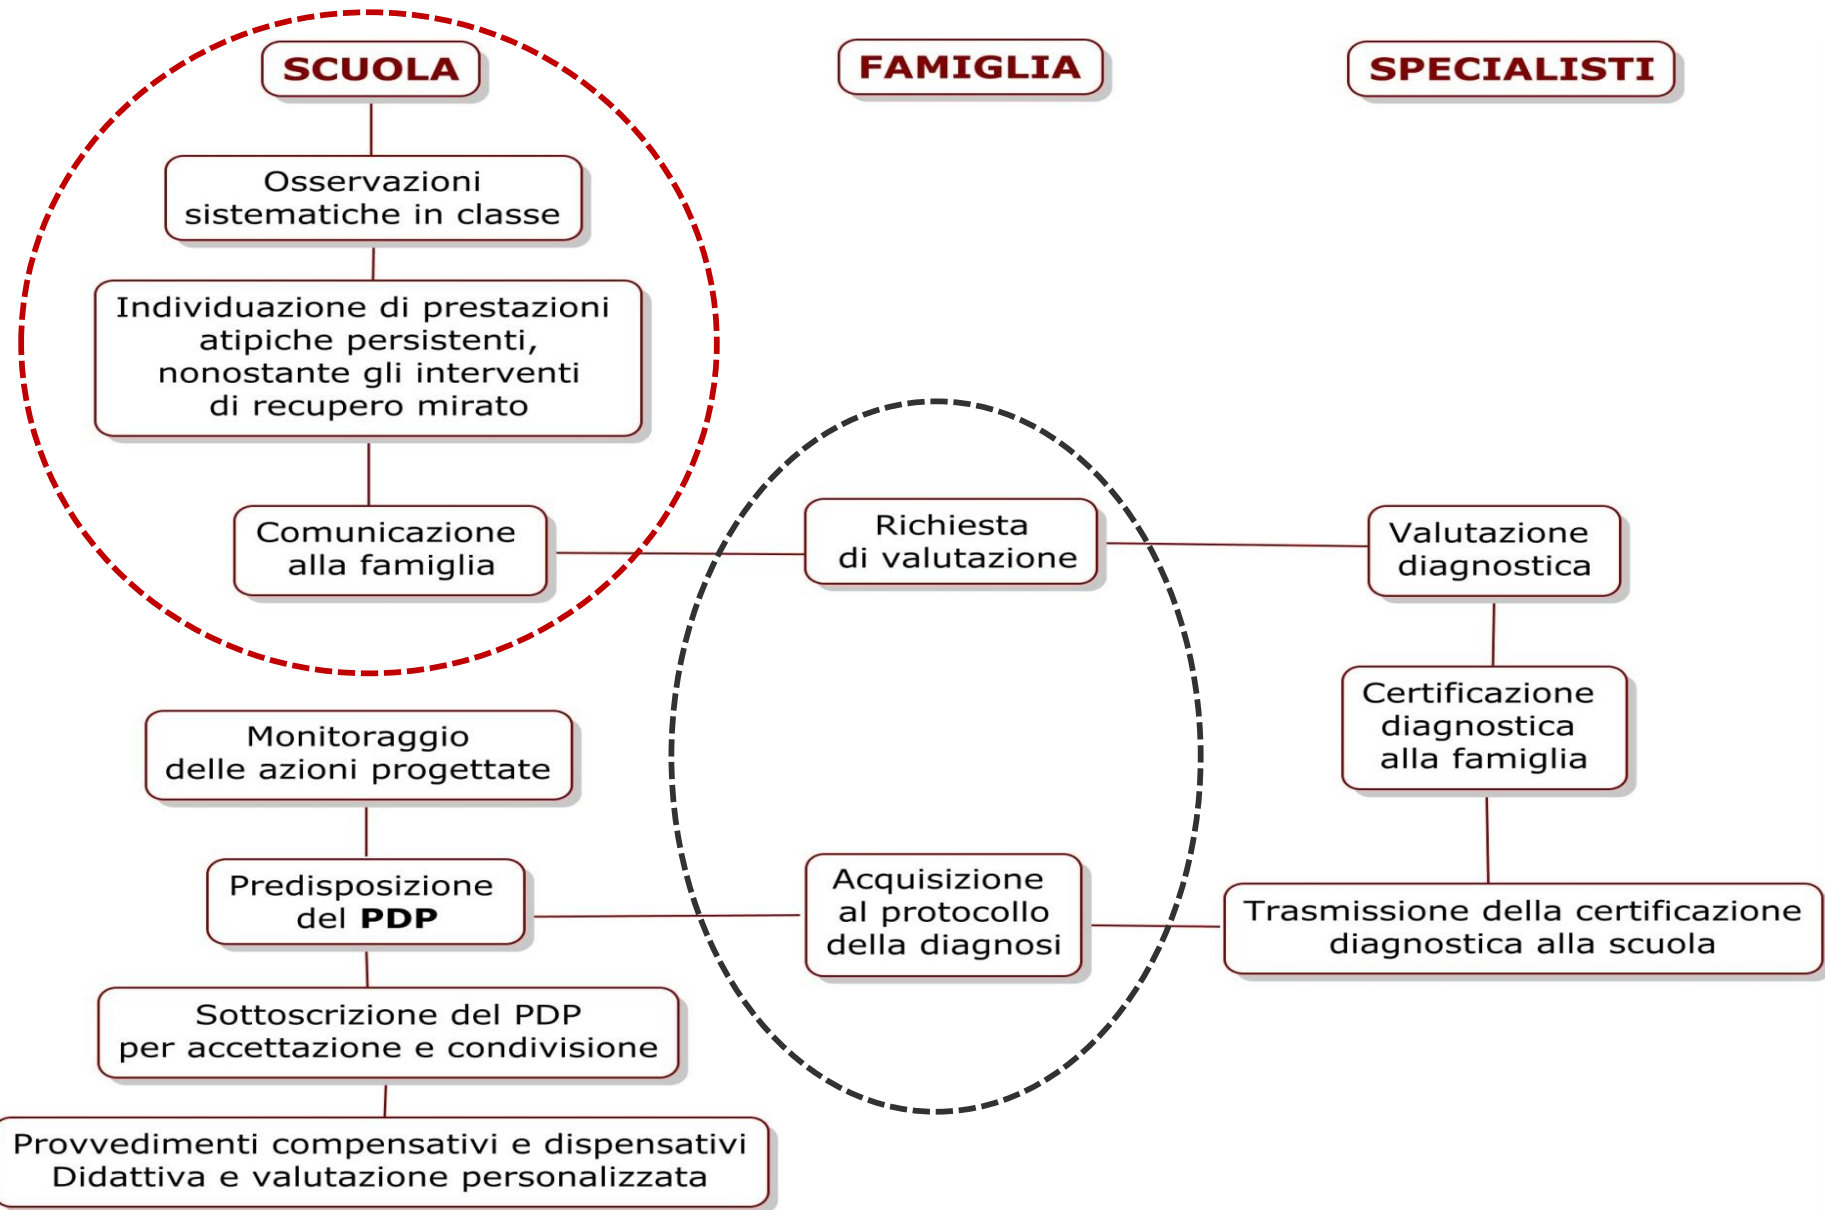 SCUOLA
Osservazioni
sistematiche in classe
Individuazione di prestazioni
atipiche persistenti,
nonostante gli interventi
di recupero mirato
Comunicazione
alla famiglia
FAMIGLIA
Richiesta
di valutazione
SPECIALISTI
Valutazione
diagnostica
Certificazione
diagnostica
alla famiglia
Trasmissione della certificazione
diagnostica alla scuola
Acquisizione
al protocollo
della diagnosi
Monitoraggio
delle azioni progettate
Predisposizione
del PDP
Sottoscrizione del PDP
per accettazione e condivisione
Provvedimenti compensativi e dispensativi
Didattiva e valutazione personalizzata